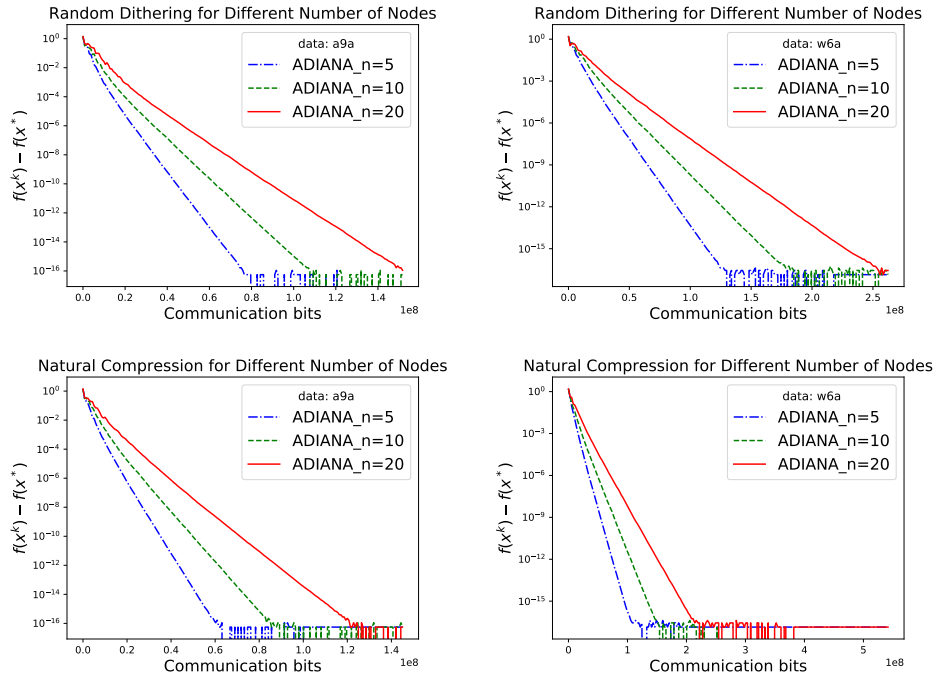 Random Dithering for Different Number of Nodes
data: a9a
ADIANA_n=5
ADIANA_n=10
ADIANA_n=20
f(x^k) − f(x^*)
10^0
10^−2
10^−4
10^−6
10^−8
10^−10
10^−12
10^−14
10^−16
0.0 0.2 0.4 0.6 0.8 1.0 1.2 1.4
1e8
Communication bits
Random Dithering for Different Number of Nodes
data: w6a
ADIANA_n=5
ADIANA_n=10
ADIANA_n=20
f(x^k) − f(x^*)
10^0
10^−3
10^−6
10^−9
10^−12
10^−15
0.0 0.5 1.0 1.5 2.0 2.5
1e8
Communication bits
Natural Compression for Different Number of Nodes
data: a9a
ADIANA_n=5
ADIANA_n=10
ADIANA_n=20
f(x^k) − f(x^*)
10^0
10^−2
10^−4
10^−6
10^−8
10^−10
10^−12
10^−14
10^−16
0.0 0.2 0.4 0.6 0.8 1.0 1.2 1.4
1e8
Communication bits
Natural Compression for Different Number of Nodes
data: w6a
ADIANA_n=5
ADIANA_n=10
ADIANA_n=20
f(x^k) − f(x^*)
10^0
10^−3
10^−6
10^−9
10^−12
10^−15
0 1 2 3 4 5
1e8
Communication bits